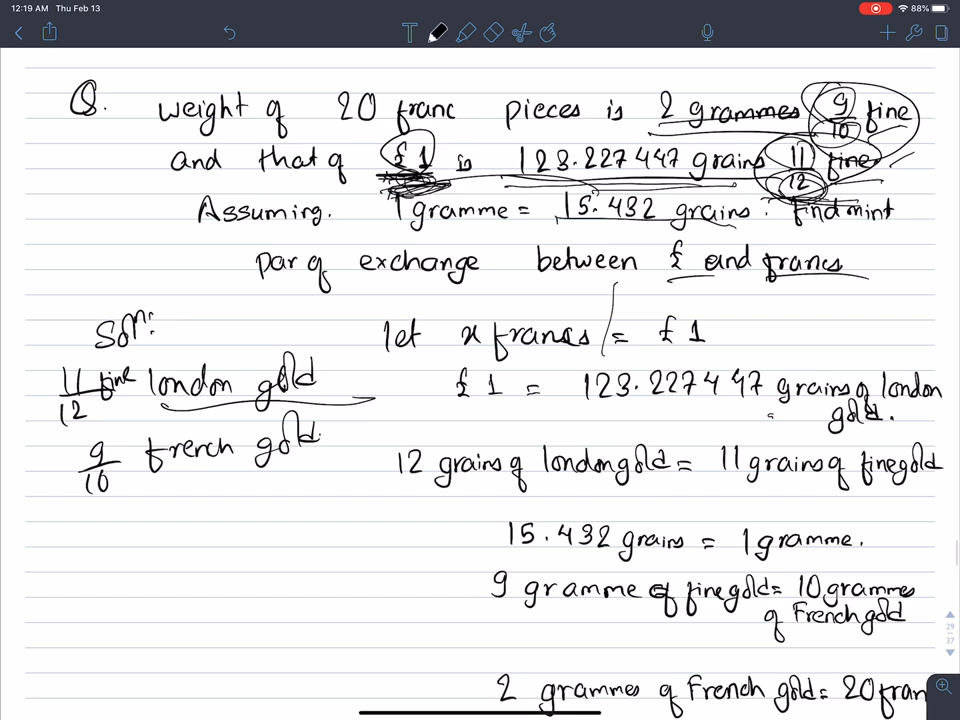 12:19 AM Thu Feb 13
88%
Q. weight of 20 franc pieces is 2 grammes 9/10 fine
and that of £1 is 123.227447 grains 11/12 fine
Assuming. 1 gramme = 15.432 grains. find mint
par of exchange between £ and francs
Soln:
let x francs = £1
11/12 fine london gold
£1 = 123.227447 grains of london
gold.
9/10 french gold
12 grains of london gold = 11 grains of fine gold
15.432 grains = 1 gramme.
9 gramme of fine gold = 10 grammes
of French gold
2 grammes of French gold = 20 fran
29
37